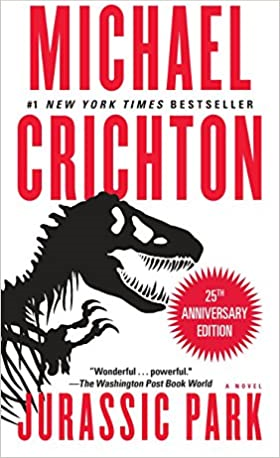 MICHAEL
#1 NEW YORK TIMES BESTSELLER
CRICHTON
25TH
ANNIVERSARY
EDITION
"Wonderful . . . powerful."
—The Washington Post Book World
A NOVEL
JURASSIC PARK